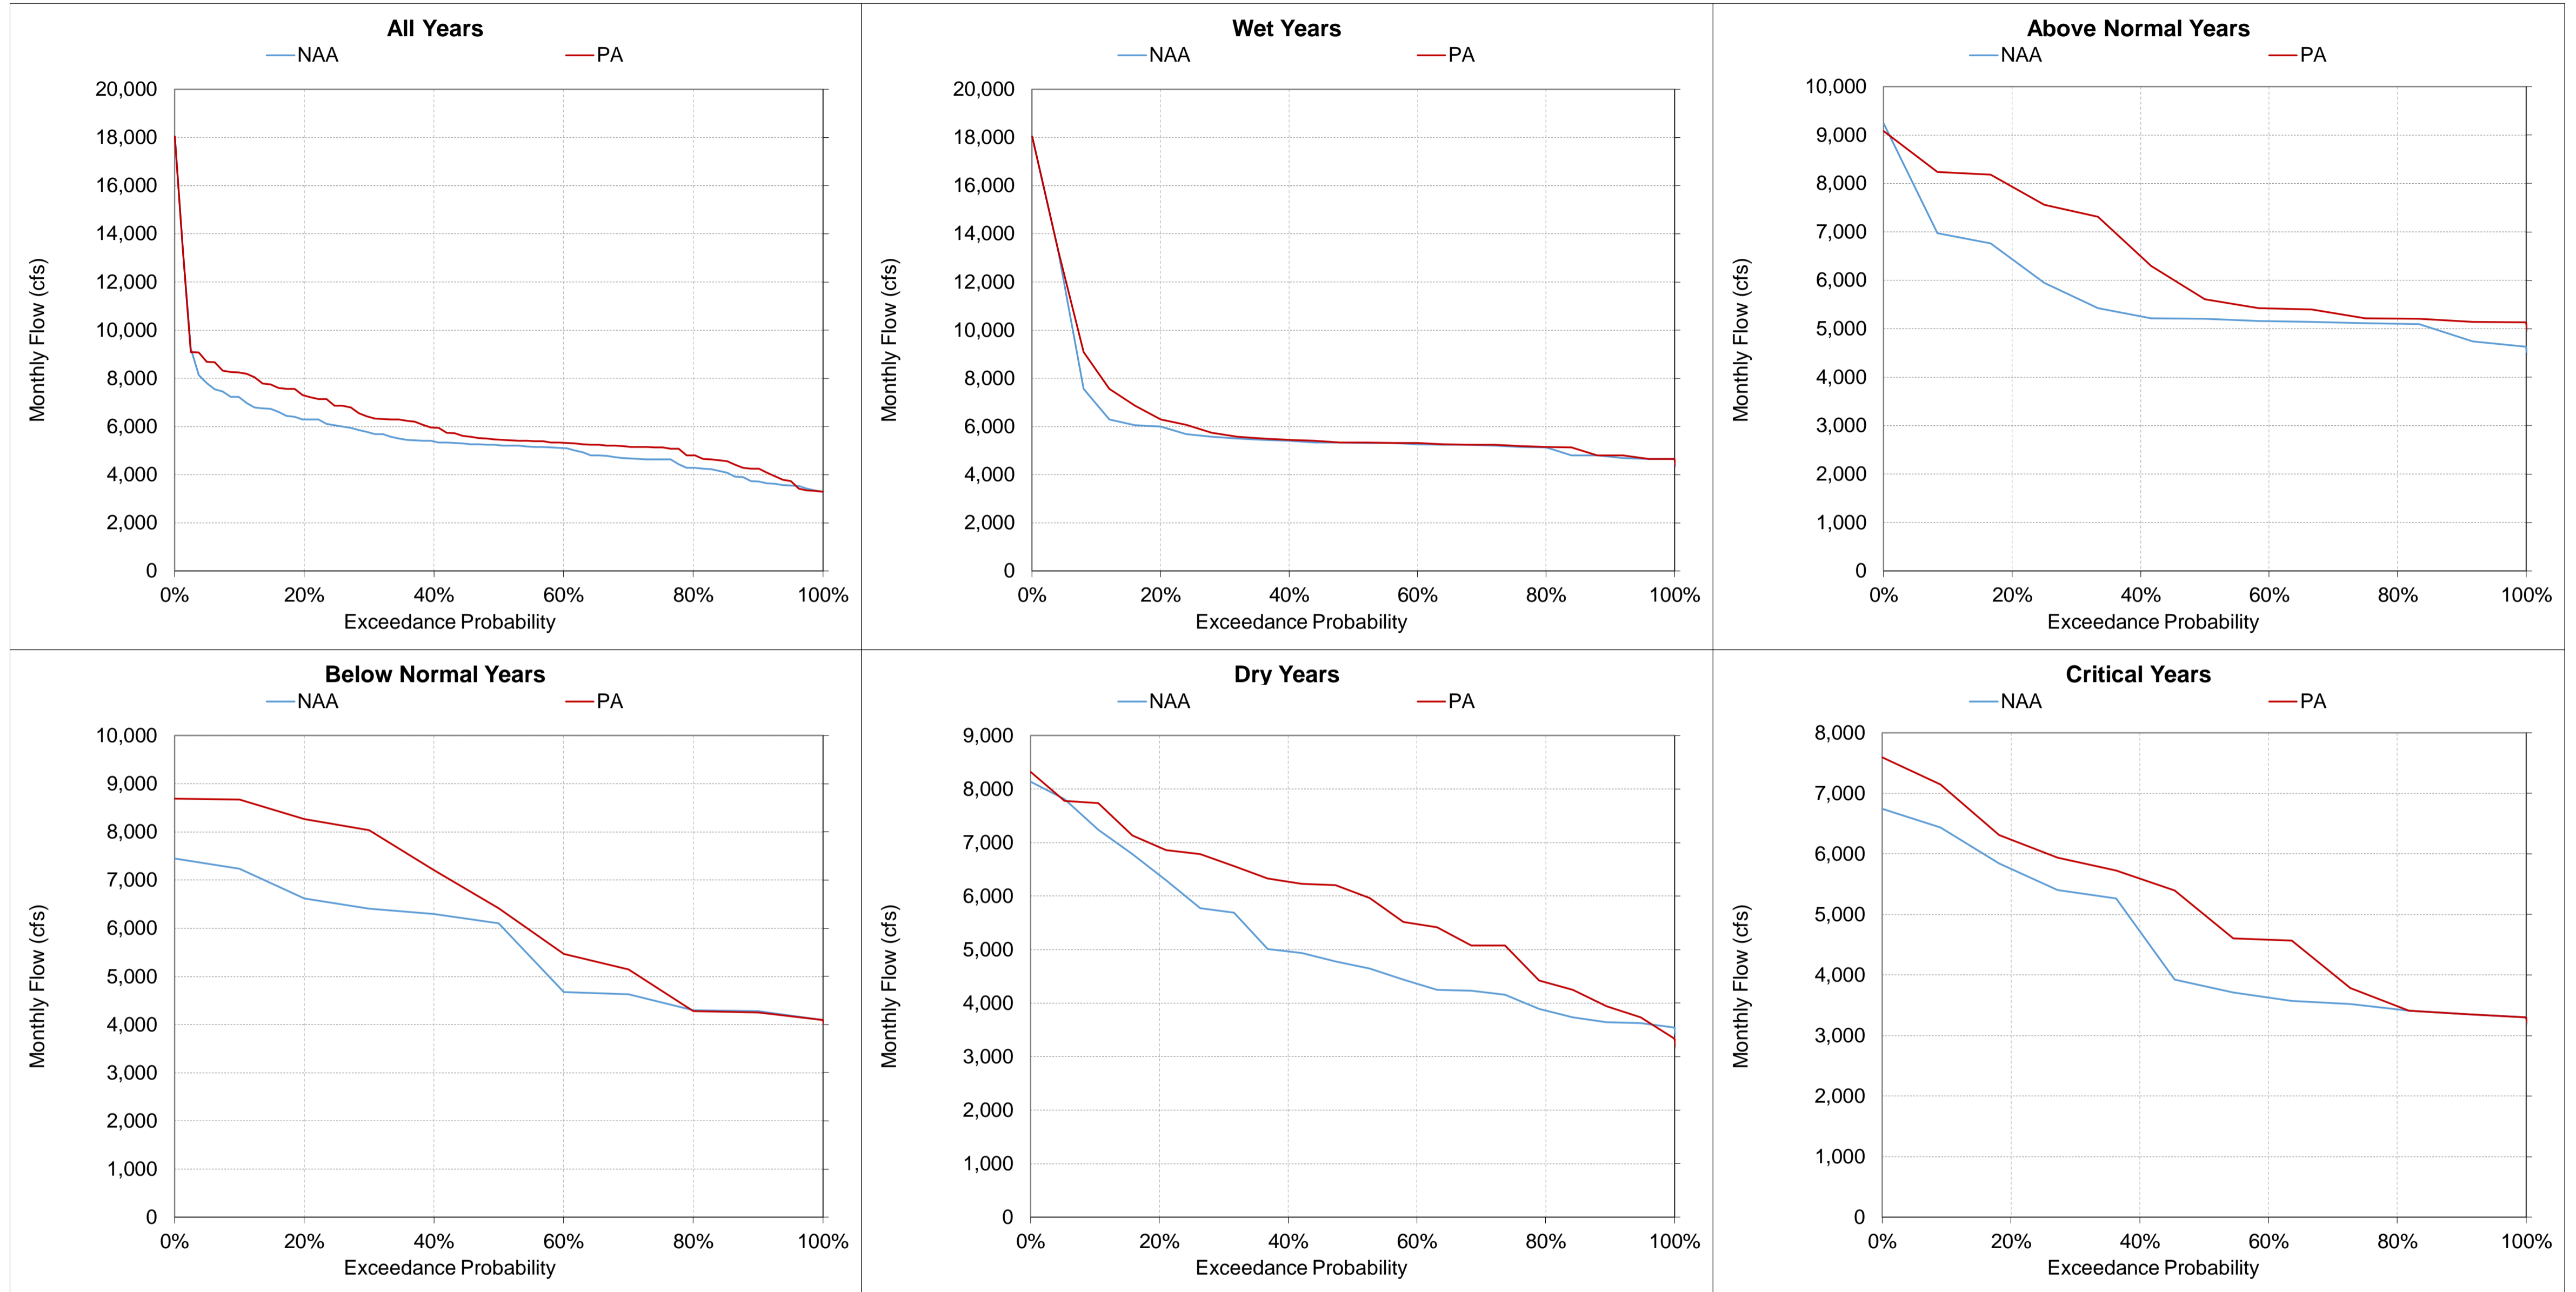 All Years
NAA PA
20,000
18,000
16,000
14,000
12,000
10,000
8,000
6,000
4,000
2,000
0
Monthly Flow (cfs)
0% 20% 40% 60% 80% 100%
Exceedance Probability
Wet Years
NAA PA
20,000
18,000
16,000
14,000
12,000
10,000
8,000
6,000
4,000
2,000
0
Monthly Flow (cfs)
0% 20% 40% 60% 80% 100%
Exceedance Probability
Above Normal Years
NAA PA
10,000
9,000
8,000
7,000
6,000
5,000
4,000
3,000
2,000
1,000
0
Monthly Flow (cfs)
0% 20% 40% 60% 80% 100%
Exceedance Probability
Below Normal Years
NAA PA
10,000
9,000
8,000
7,000
6,000
5,000
4,000
3,000
2,000
1,000
0
Monthly Flow (cfs)
0% 20% 40% 60% 80% 100%
Exceedance Probability
Dry Years
NAA PA
9,000
8,000
7,000
6,000
5,000
4,000
3,000
2,000
1,000
0
Monthly Flow (cfs)
0% 20% 40% 60% 80% 100%
Exceedance Probability
Critical Years
NAA PA
8,000
7,000
6,000
5,000
4,000
3,000
2,000
1,000
0
Monthly Flow (cfs)
0% 20% 40% 60% 80% 100%
Exceedance Probability